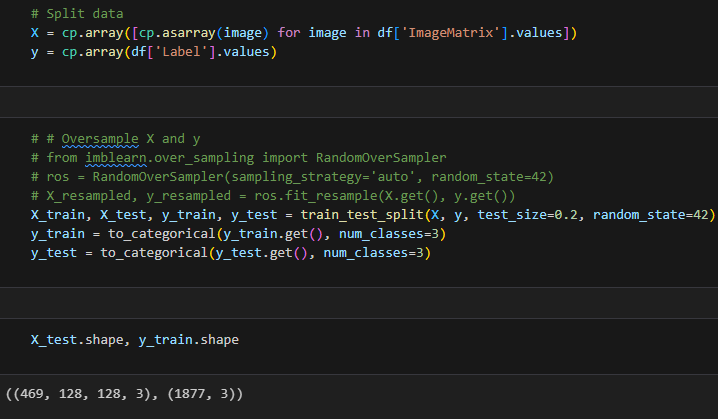 # Split data
X = cp.array([cp.asarray(image) for image in df['ImageMatrix'].values])
y = cp.array(df['Label'].values)
# # Oversample X and y
# from imblearn.over_sampling import RandomOverSampler
# ros = RandomOverSampler(sampling_strategy='auto', random_state=42)
# X_resampled, y_resampled = ros.fit_resample(X.get(), y.get())
X_train, X_test, y_train, y_test = train_test_split(X, y, test_size=0.2, random_state=42)
y_train = to_categorical(y_train.get(), num_classes=3)
y_test = to_categorical(y_test.get(), num_classes=3)
X_test.shape, y_train.shape
((469, 128, 128, 3), (1877, 3))